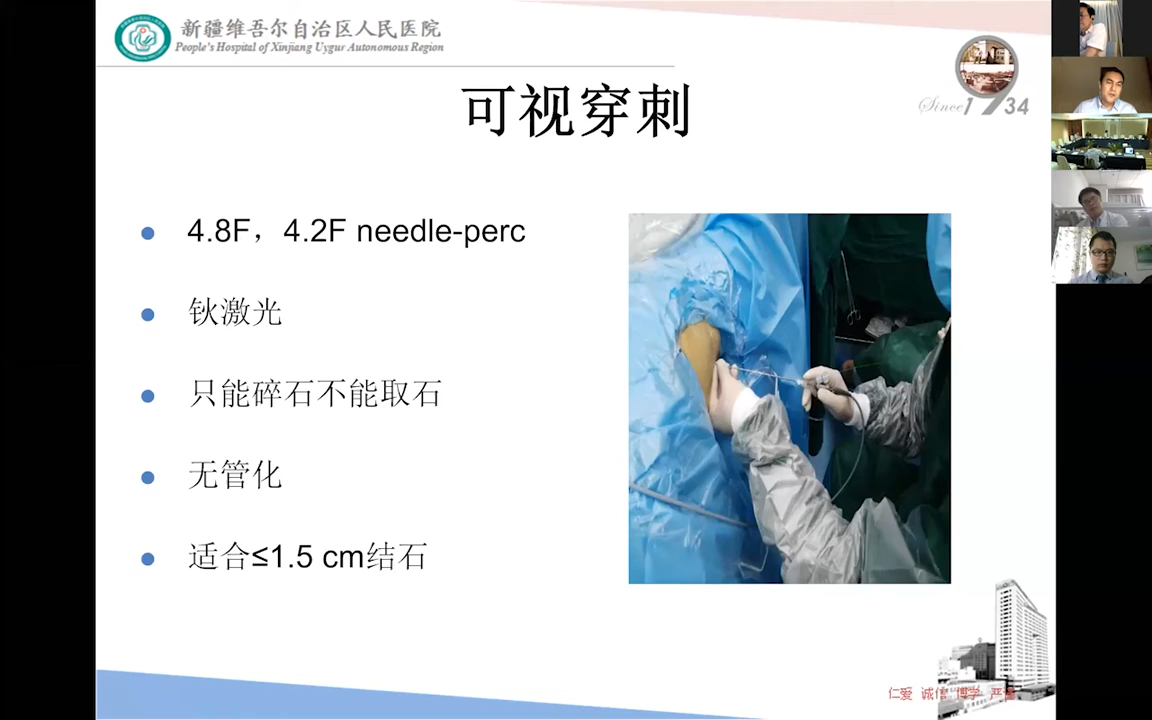 新疆维吾尔自治区人民医院
People's Hospital of Xinjiang Uygur Autonomous Region
Since 1934
可视穿刺
4.8F，4.2F needle-perc
钬激光
只能碎石不能取石
无管化
适合≤1.5 cm结石
仁爱 诚信 博学